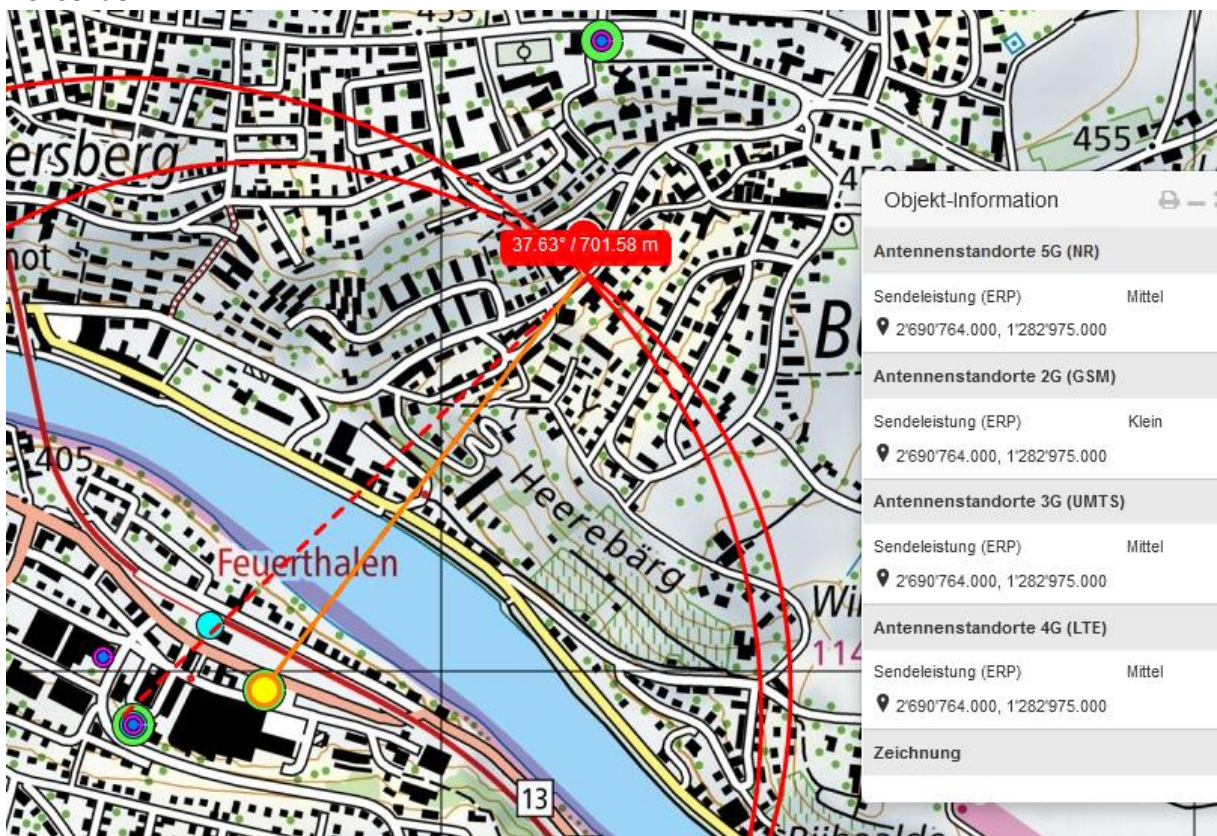 453
ersberg
455
not
37.63° / 701.58 m
405
Feuerthalen
Heerebärg
13
Objekt-Information
Antennenstandorte 5G (NR)
Sendeleistung (ERP) Mittel
2'690'764.000, 1'282'975.000
Antennenstandorte 2G (GSM)
Sendeleistung (ERP) Klein
2'690'764.000, 1'282'975.000
Antennenstandorte 3G (UMTS)
Sendeleistung (ERP) Mittel
2'690'764.000, 1'282'975.000
Antennenstandorte 4G (LTE)
Sendeleistung (ERP) Mittel
2'690'764.000, 1'282'975.000
Zeichnung